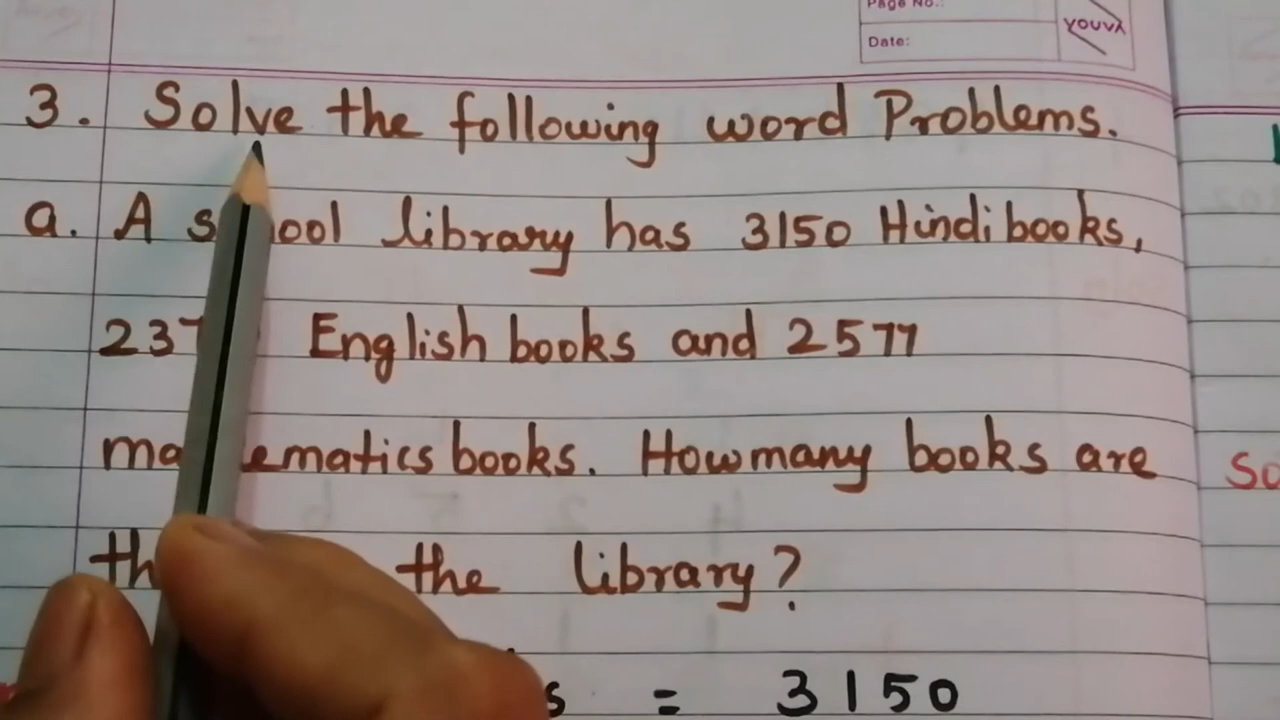 Page No.:
Date:
YOUVA
3. Solve the following word Problems.
a. A school library has 3150 Hindi books,
English books and 2577
mathematics books. How many books are
the library?
= 3150